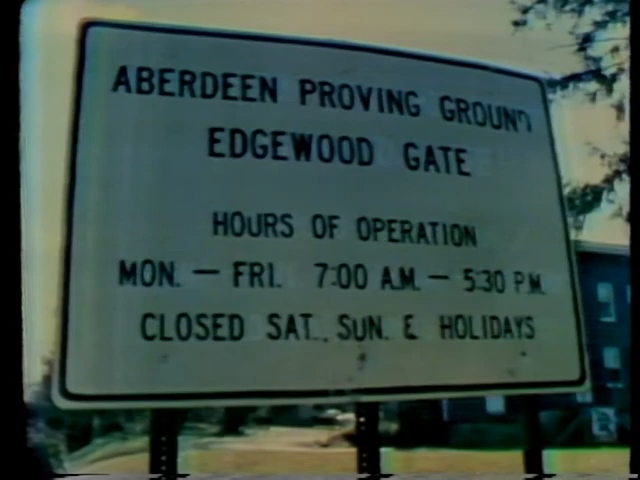 ABERDEEN PROVING GROUND
EDGEWOOD GATE
HOURS OF OPERATION
MON. — FRI. 7:00 A.M. — 5:30 P.M.
CLOSED SAT., SUN. & HOLIDAYS